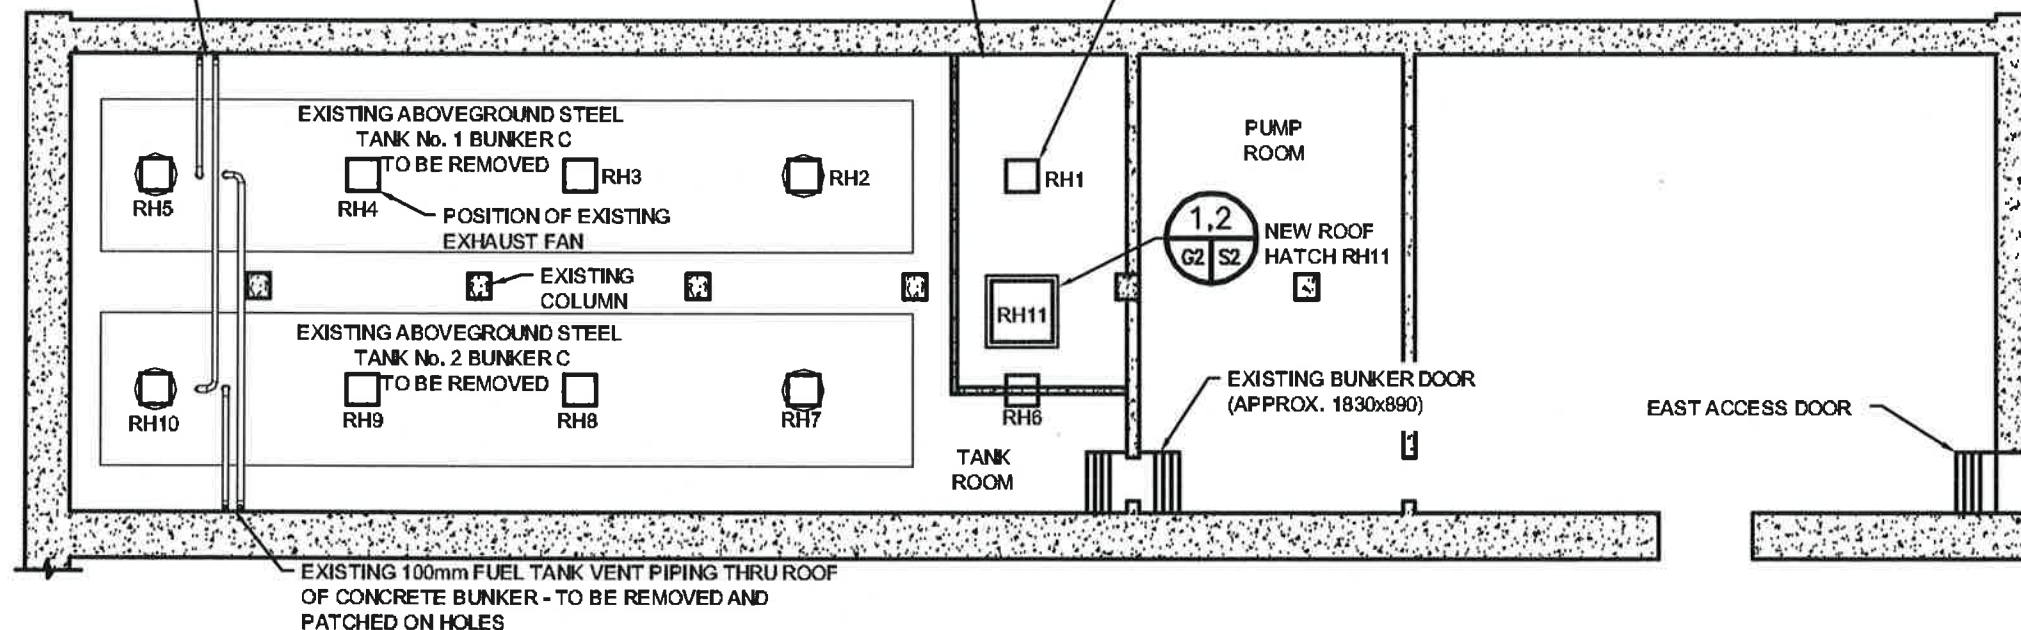 EXISTING ABOVEGROUND STEEL
TANK No. 1 BUNKER C
TO BE REMOVED
RH5
RH4
RH3
RH2
RH1
POSITION OF EXISTING
EXHAUST FAN
PUMP
ROOM
1,2
G2 S2
NEW ROOF
HATCH RH11
EXISTING
COLUMN
RH11
EXISTING ABOVEGROUND STEEL
TANK No. 2 BUNKER C
TO BE REMOVED
RH10
RH9
RH8
RH7
RH6
EXISTING BUNKER DOOR
(APPROX. 1830x890)
EAST ACCESS DOOR
TANK
ROOM
EXISTING 100mm FUEL TANK VENT PIPING THRU ROOF
OF CONCRETE BUNKER - TO BE REMOVED AND
PATCHED ON HOLES